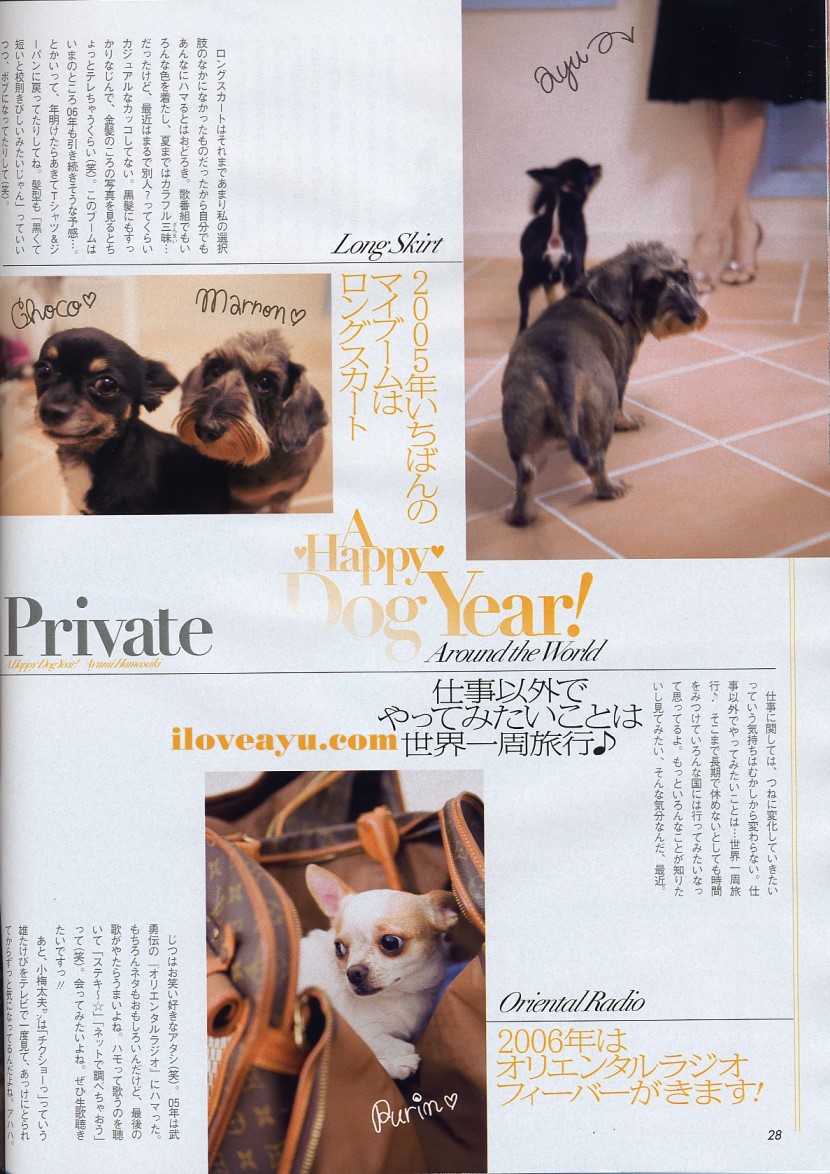 ayu
ロングスカートはそれまであまり私の選択
肢のなかになかったものだったから自分でも
あんなにハマるとはおどろき。歌番組でもい
ろんな色を着たし、夏まではカラフル三昧…
だったけど、最近はまるで別人?ってくらい
カジュアルなカッコしてない。黒髪にもすっ
かりなじんで、金髪のころの写真を見るとち
ょっとテレちゃうくらい(笑)。このブームは
いまのところ06年も引き続きそうな予感…。
とかいって、年明けたらあきてTシャツ&ジ
ーパンに戻ってたりしてね。髪型も「黒くて
短いと校則きびしいみたいじゃん」っていい
つつ、ボブになってたりして(笑)。
Long Skirt
2005年いちばんの
マイブームは
ロングスカート
Choco♡
Marron♡
A
♥Happy♥
Dog Year!
Private
A Happy Dog Year! Ayumi Hamasaki
Around the World
仕事以外で
やってみたいことは
世界一周旅行♪
iloveayu.com
仕事に関しては、つねに変化していきたい
っていう気持ちはむかしから変わらない。仕
事以外でやってみたいことは…世界一周旅
行♪ そこまで長期で休めないとしても時間
をみつけていろんな国には行ってみたいなっ
て思ってるよ。もっといろんなことが知りた
いし見てみたい、そんな気分なんだ、最近。
Oriental Radio
2006年は
オリエンタルラジオ
フィーバーがきます!
じつはお笑い好きなアタシ(笑)。05年は武
勇伝の『オリエンタルラジオ』にハマった。
もちろんネタもおもしろいんだけど、最後の
歌がやたらうまいよね。ハモって歌うのを聴
いて「ステキ〜☆」「ネットで調べちゃおう」
って(笑)。会ってみたいよね。ぜひ生歌聴き
たいですっ!!
あと、小梅太夫サンは「チクショーっ」っていう
雄たけびをテレビで一度見て、あっけにとられ
てからずっと気になってるんだよね。アハハ。
Purin♡
28